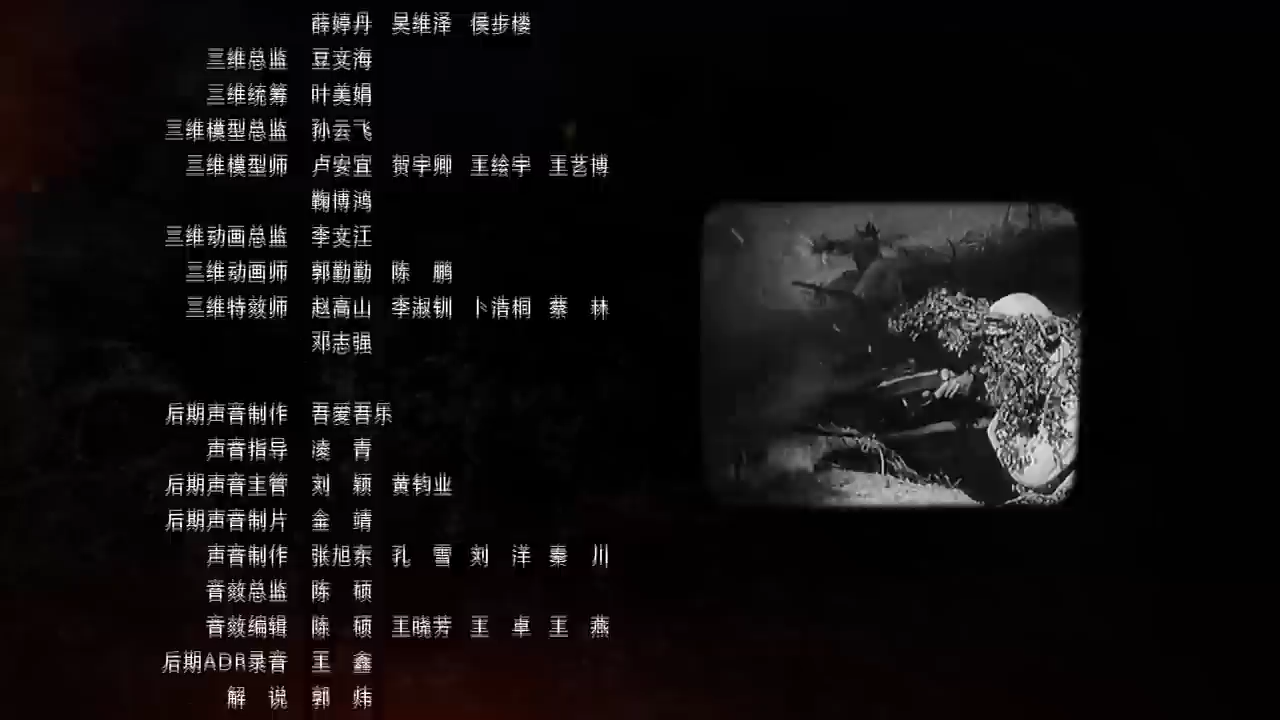 薛婷丹 吴维泽 侯步楼
三维总监 豆文海
三维统筹 叶美娟
三维模型总监 孙云飞
三维模型师 卢安宜 贺宇卿 王绘宇 王艺博
鞠博鸿
三维动画总监 李文江
三维动画师 郭勤勤 陈 鹏
三维特效师 赵高山 李淑钏 卜浩桐 蔡 林
邓志强
后期声音制作 吾爱吾乐
声音指导 凌 青
后期声音主管 刘 颖 黄钧业
后期声音制片 金 靖
声音制作 张旭东 孔 雪 刘 洋 秦 川
音效总监 陈 硕
音效编辑 陈 硕 王晓芳 王 卓 王 燕
后期ADR录音 王 鑫
解 说 郭 炜